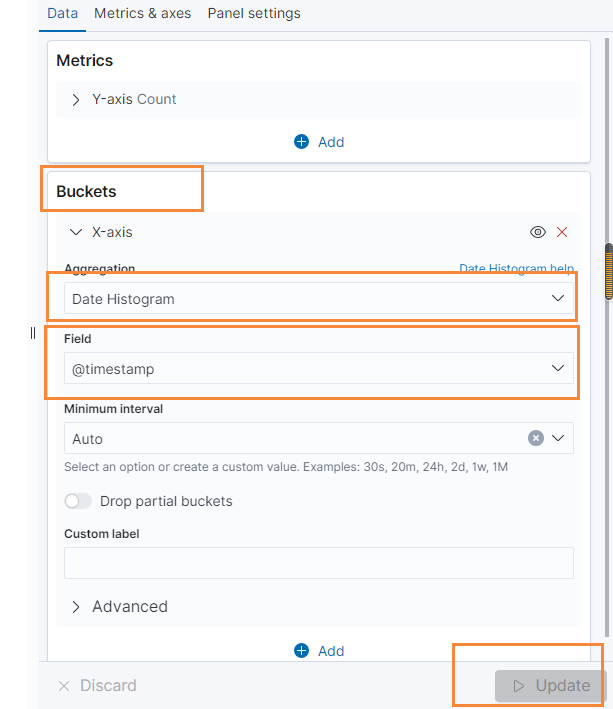 Data Metrics & axes Panel settings
Metrics
Y-axis Count
Add
Buckets
X-axis
Aggregation Date Histogram help
Date Histogram
Field
@timestamp
Minimum interval
Auto
Select an option or create a custom value. Examples: 30s, 20m, 24h, 2d, 1w, 1M
Drop partial buckets
Custom label
Advanced
Add
Discard Update